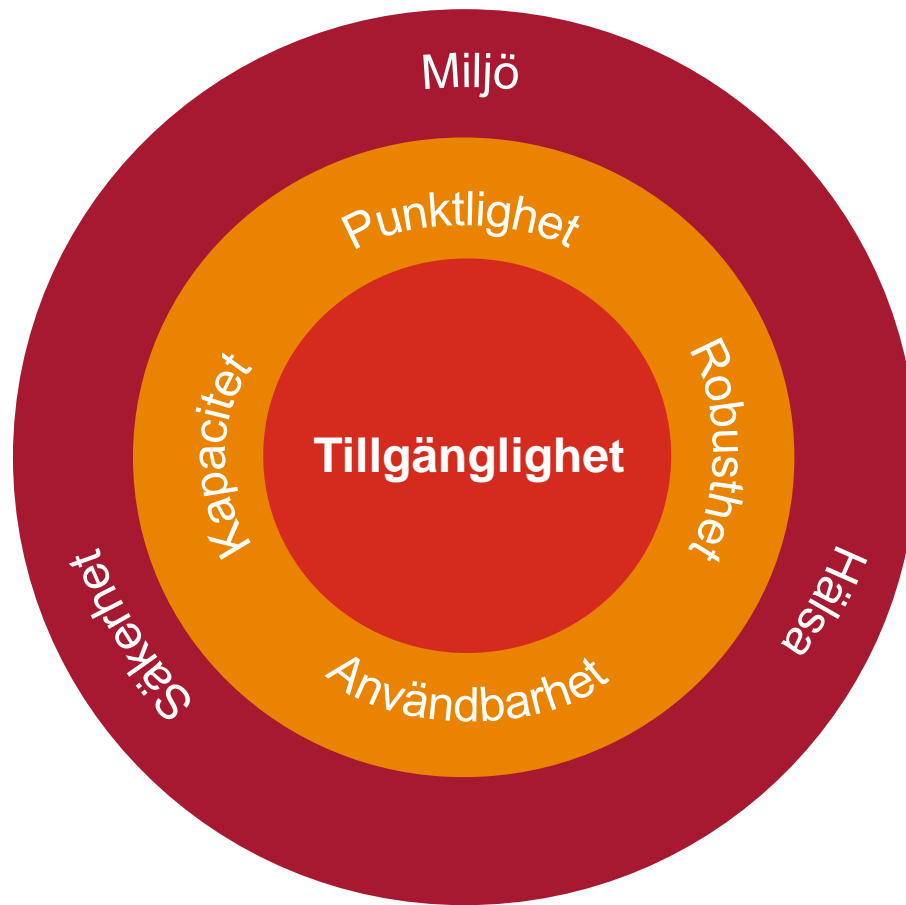 Miljö
Punktlighet
Kapacitet
Robusthet
Tillgänglighet
Säkerhet
Hälsa
Användbarhet